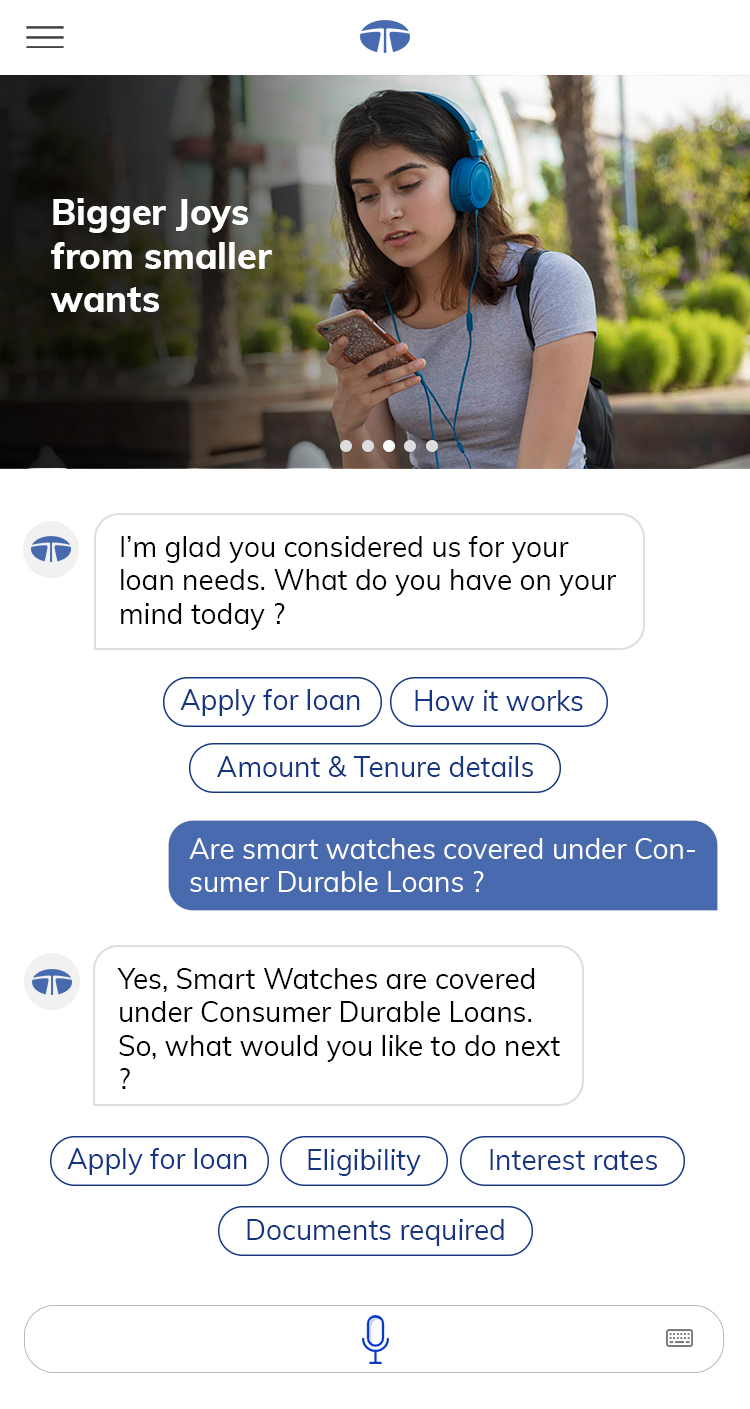 Bigger Joys
from smaller
wants
I’m glad you considered us for your
loan needs. What do you have on your
mind today ?
Apply for loan
How it works
Amount & Tenure details
Are smart watches covered under Con-
sumer Durable Loans ?
Yes, Smart Watches are covered
under Consumer Durable Loans.
So, what would you like to do next
?
Apply for loan
Eligibility
Interest rates
Documents required